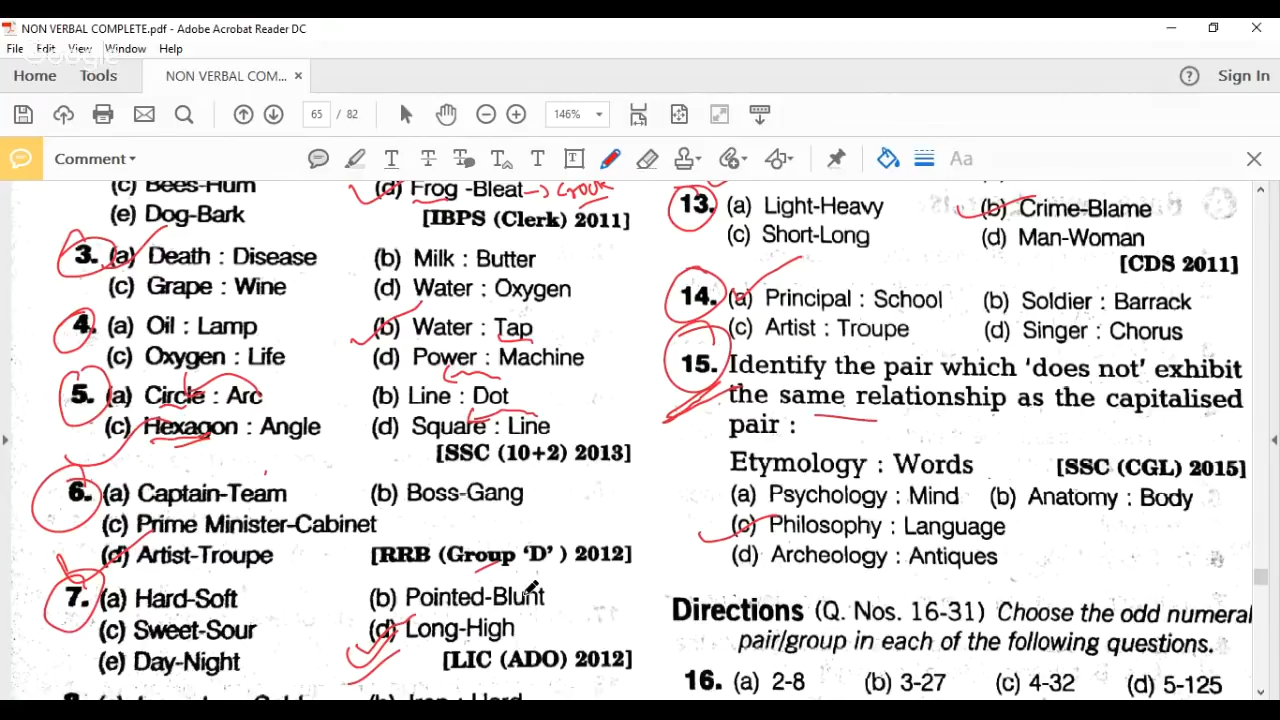 NON VERBAL COMPLETE.pdf - Adobe Acrobat Reader DC
File Edit View Window Help
Google
Home Tools NON VERBAL COM... × Sign In
65 / 82 146%
Comment
(c) Bees-Hum (d) Frog -Bleat → Croak
(e) Dog-Bark [IBPS (Clerk) 2011]
3. (a) Death : Disease (b) Milk : Butter
(c) Grape : Wine (d) Water : Oxygen
4. (a) Oil : Lamp (b) Water : Tap
(c) Oxygen : Life (d) Power : Machine
5. (a) Circle : Arc (b) Line : Dot
(c) Hexagon : Angle (d) Square : Line
[SSC (10+2) 2013]
6. (a) Captain-Team (b) Boss-Gang
(c) Prime Minister-Cabinet
(d) Artist-Troupe [RRB (Group ‘D’ ) 2012]
7. (a) Hard-Soft (b) Pointed-Blunt
(c) Sweet-Sour (d) Long-High
(e) Day-Night [LIC (ADO) 2012]
13. (a) Light-Heavy (b) Crime-Blame
(c) Short-Long (d) Man-Woman
[CDS 2011]
14. (a) Principal : School (b) Soldier : Barrack
(c) Artist : Troupe (d) Singer : Chorus
15. Identify the pair which ‘does not’ exhibit
the same relationship as the capitalised
pair :
Etymology : Words [SSC (CGL) 2015]
(a) Psychology : Mind (b) Anatomy : Body
(c) Philosophy : Language
(d) Archeology : Antiques
Directions (Q. Nos. 16-31) Choose the odd numeral
pair/group in each of the following questions.
16. (a) 2-8 (b) 3-27 (c) 4-32 (d) 5-125